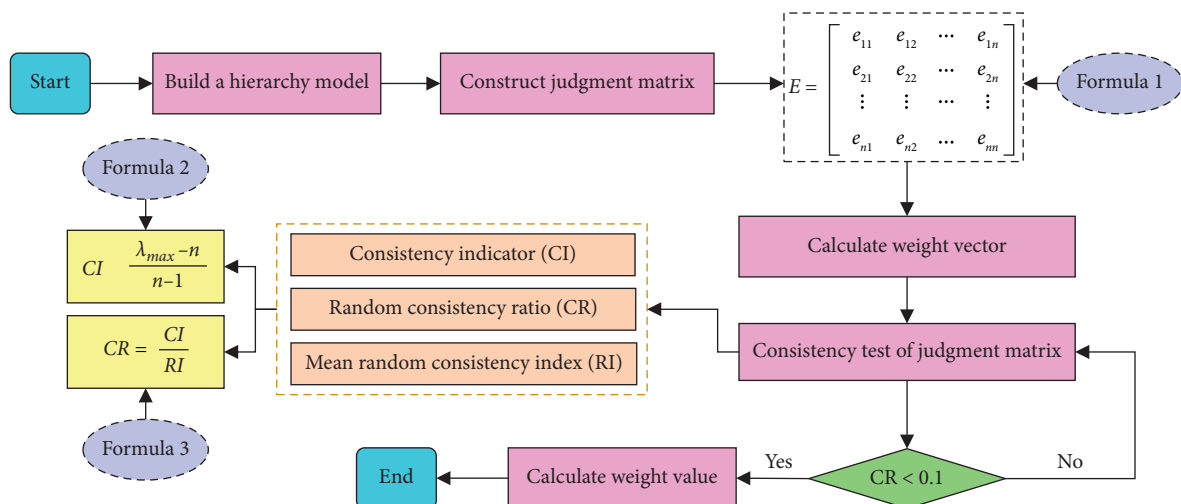 Start
Build a hierarchy model
Construct judgment matrix
E =
e11 e12 ⋯ e1n
e21 e22 ⋯ e2n
⋮ ⋮ ⋯ ⋮
en1 en2 ⋯ enn
Formula 1
Formula 2
CI λmax –n
n–1
CR = CI
RI
Formula 3
Consistency indicator (CI)
Random consistency ratio (CR)
Mean random consistency index (RI)
Calculate weight vector
Consistency test of judgment matrix
CR < 0.1
Yes
No
Calculate weight value
End